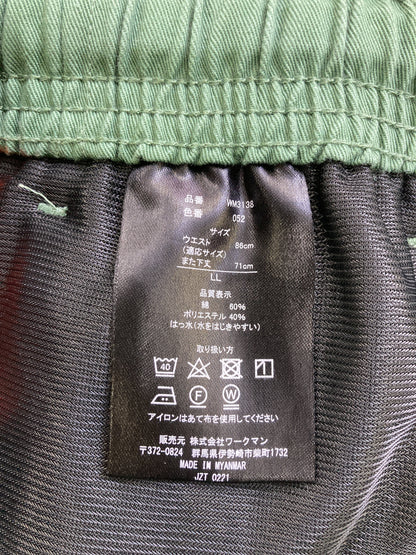 品番 WM3138
色番 052
サイズ
ウエスト 86cm
(適応サイズ)
また下丈 71cm
LL
品質表示
綿 60%
ポリエステル 40%
はっ水(水をはじきやすい)
取り扱い方
40 F W
アイロンはあて布を使用してください
販売元 株式会社ワークマン
〒372-0824 群馬県伊勢崎市柴町1732
MADE IN MYANMAR
JZT 0221